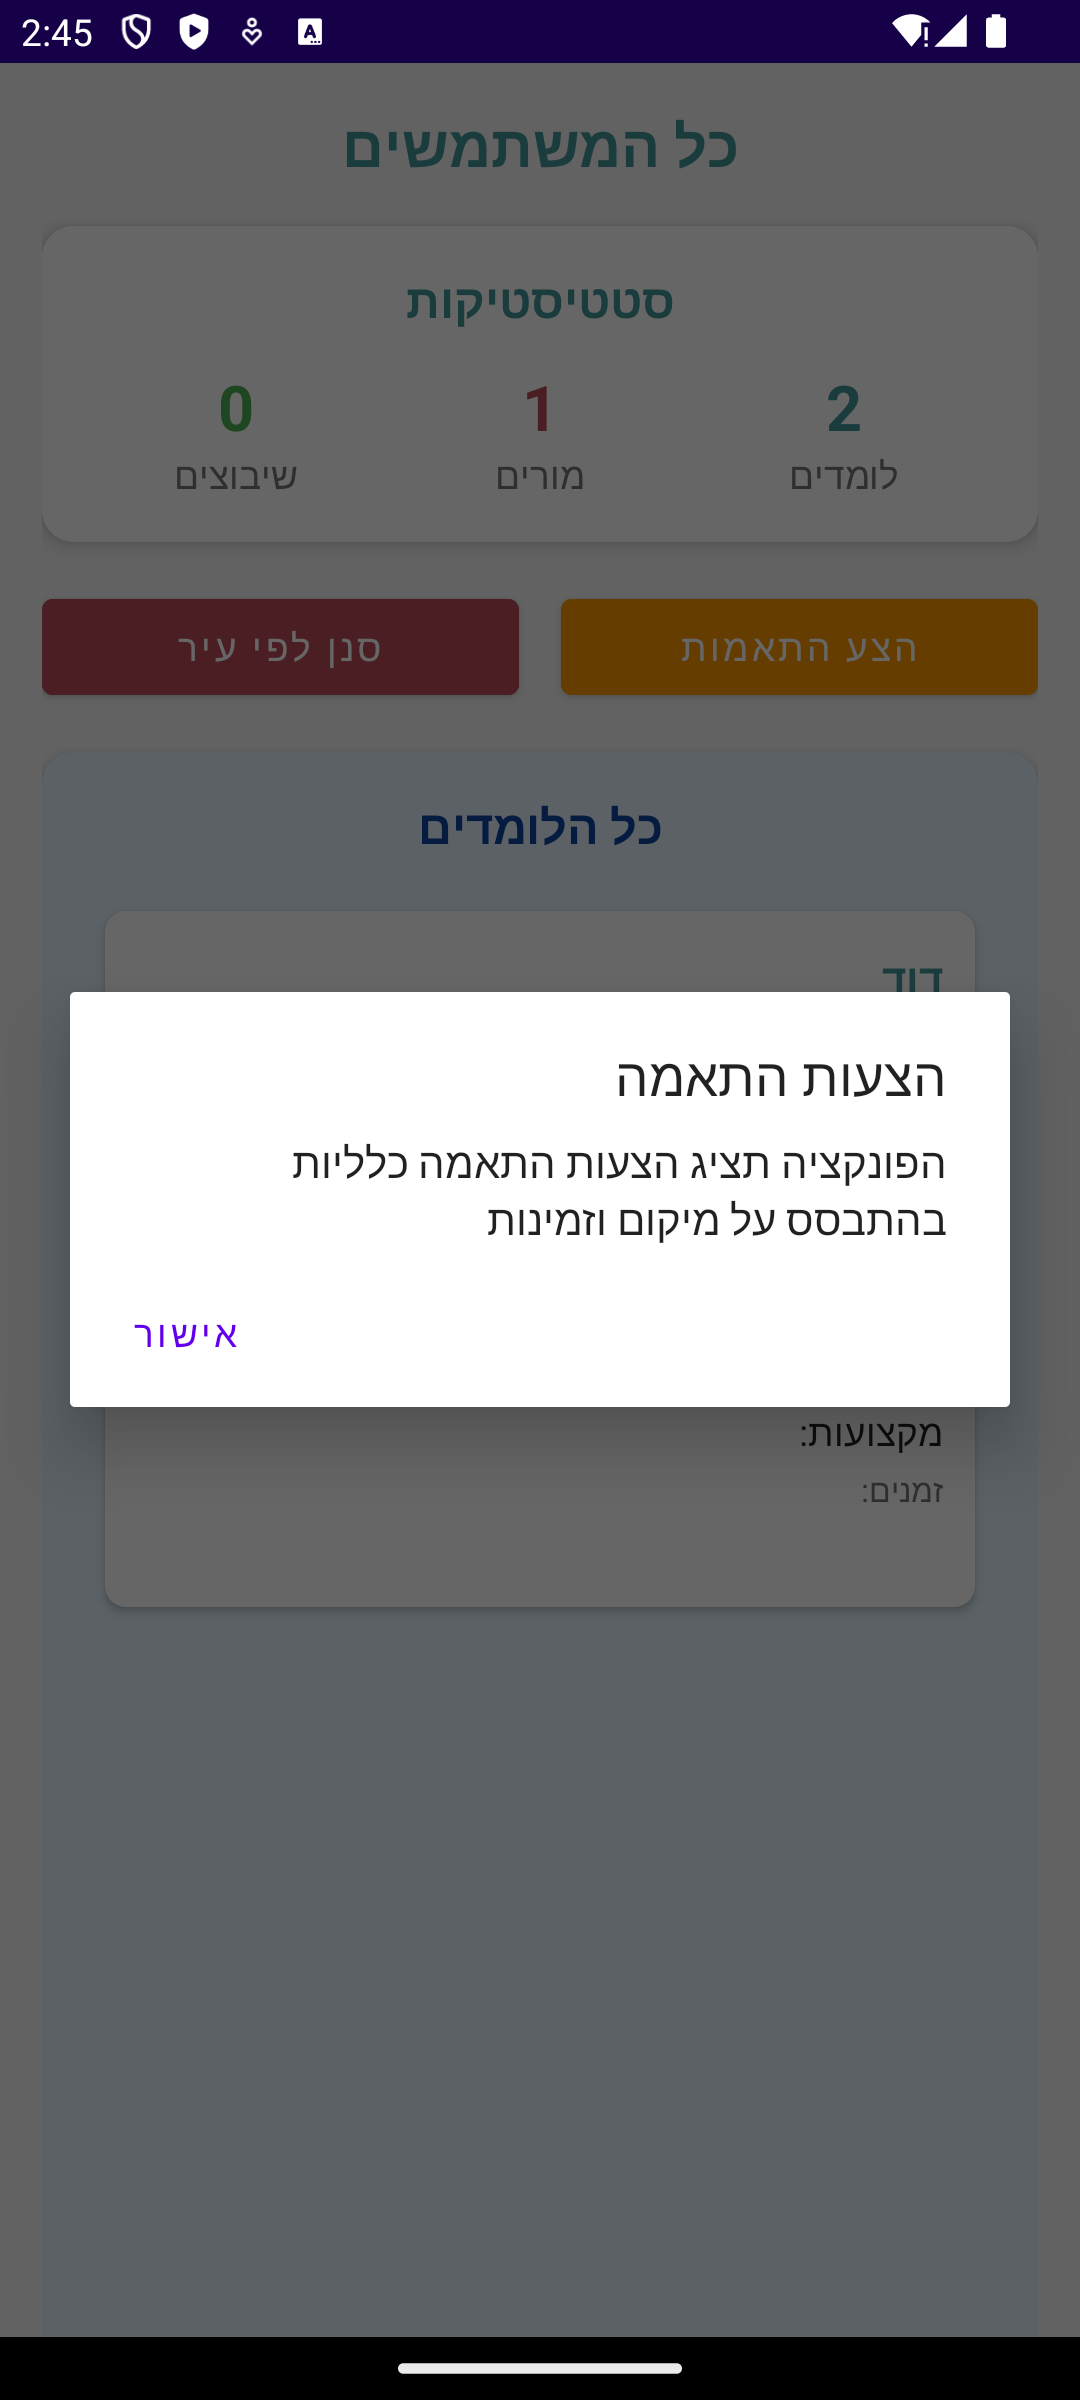 2:45
כל המשתמשים
סטטיסטיקות
2 1 0
לומדים מורים שיבוצים
הצע התאמות סנן לפי עיר
כל הלומדים
דוד
הצעות התאמה
הפונקציה תציג הצעות התאמה כלליות
בהתבסס על מיקום וזמינות
אישור
מקצועות:
זמנים: